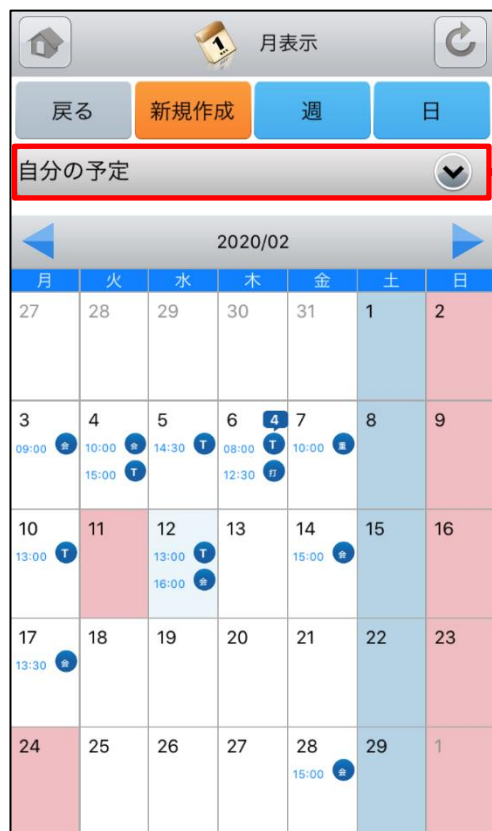 1 月表示
戻る 新規作成 週 日
自分の予定
2020/02
月 火 水 木 金 土 日
27 28 29 30 31 1 2
3 4 5 6 4 7 8 9
09:00 会 10:00 会 14:30 T 08:00 T 10:00 重
15:00 T 12:30 打
10 11 12 13 14 15 16
13:00 T 13:00 T 15:00 会
16:00 会
17 18 19 20 21 22 23
13:30 会
24 25 26 27 28 29 1
15:00 会